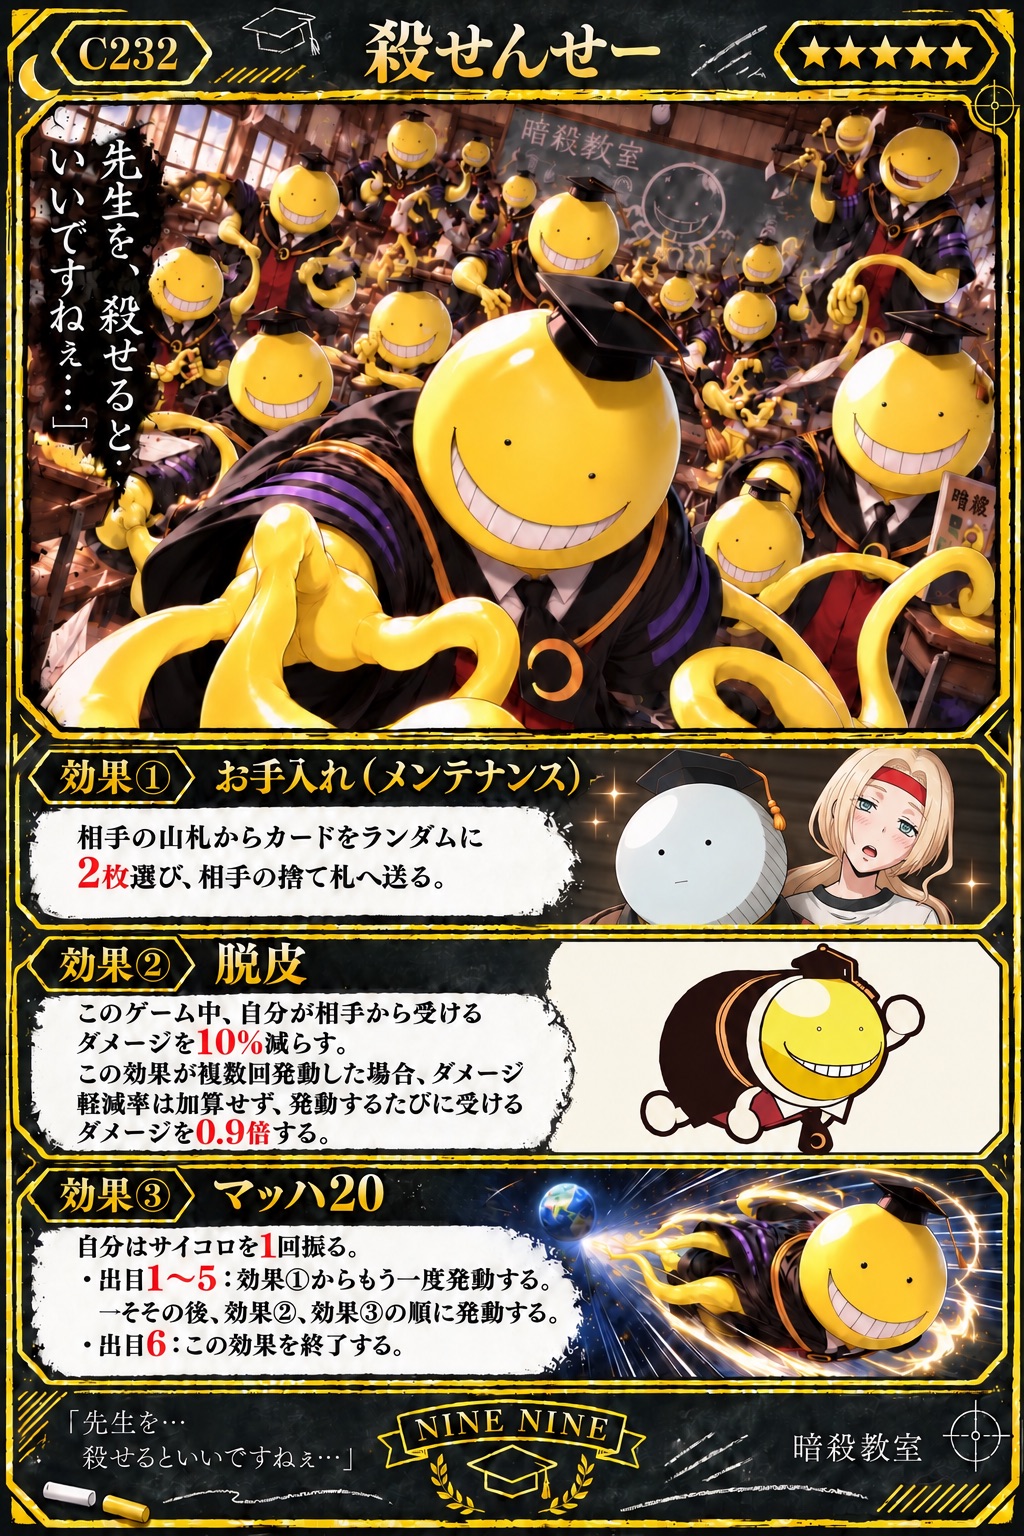 C232
殺せんせー
★★★★★
先生を、殺せると
いいですねぇ…」
暗殺教室
暗殺
効果①
お手入れ(メンテナンス)
相手の山札からカードをランダムに
2枚選び、相手の捨て札へ送る。
効果②
脱皮
このゲーム中、自分が相手から受ける
ダメージを10%減らす。
この効果が複数回発動した場合、ダメージ
軽減率は加算せず、発動するたびに受ける
ダメージを0.9倍する。
効果③
マッハ20
自分はサイコロを1回振る。
・出目1〜5：効果①からもう一度発動する。
→その後、効果②、効果③の順に発動する。
・出目6：この効果を終了する。
「先生を…
殺せるといいですねぇ…」
NINE NINE
暗殺教室